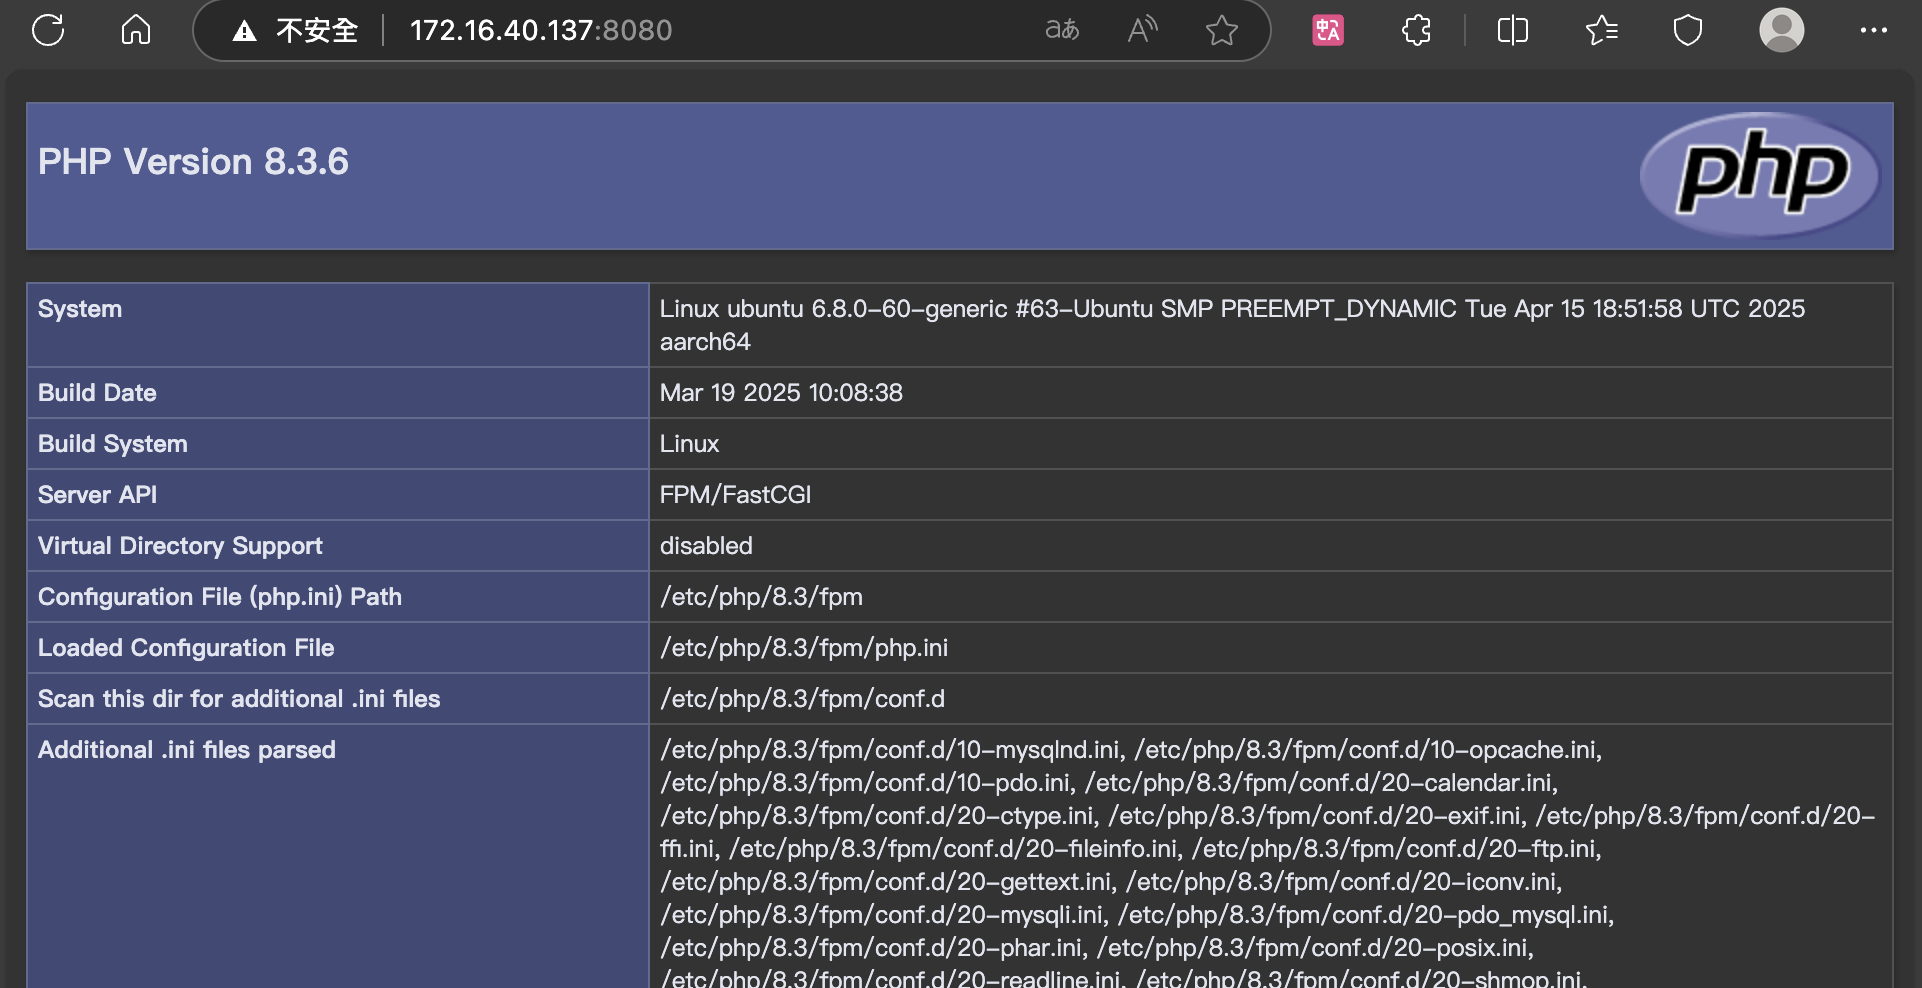 不安全 172.16.40.137:8080 aあ A 中A
PHP Version 8.3.6
php
System
Linux ubuntu 6.8.0-60-generic #63-Ubuntu SMP PREEMPT_DYNAMIC Tue Apr 15 18:51:58 UTC 2025
aarch64
Build Date
Mar 19 2025 10:08:38
Build System
Linux
Server API
FPM/FastCGI
Virtual Directory Support
disabled
Configuration File (php.ini) Path
/etc/php/8.3/fpm
Loaded Configuration File
/etc/php/8.3/fpm/php.ini
Scan this dir for additional .ini files
/etc/php/8.3/fpm/conf.d
Additional .ini files parsed
/etc/php/8.3/fpm/conf.d/10-mysqlnd.ini, /etc/php/8.3/fpm/conf.d/10-opcache.ini,
/etc/php/8.3/fpm/conf.d/10-pdo.ini, /etc/php/8.3/fpm/conf.d/20-calendar.ini,
/etc/php/8.3/fpm/conf.d/20-ctype.ini, /etc/php/8.3/fpm/conf.d/20-exif.ini, /etc/php/8.3/fpm/conf.d/20-
ffi.ini, /etc/php/8.3/fpm/conf.d/20-fileinfo.ini, /etc/php/8.3/fpm/conf.d/20-ftp.ini,
/etc/php/8.3/fpm/conf.d/20-gettext.ini, /etc/php/8.3/fpm/conf.d/20-iconv.ini,
/etc/php/8.3/fpm/conf.d/20-mysqli.ini, /etc/php/8.3/fpm/conf.d/20-pdo_mysql.ini,
/etc/php/8.3/fpm/conf.d/20-phar.ini, /etc/php/8.3/fpm/conf.d/20-posix.ini,
/etc/php/8.3/fpm/conf.d/20-readline.ini, /etc/php/8.3/fpm/conf.d/20-shmop.ini,